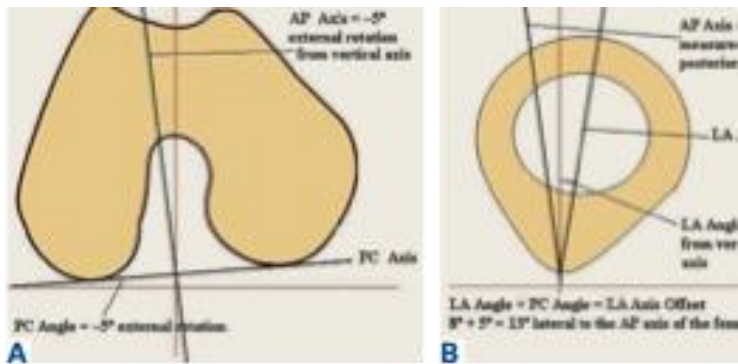 AP Axis = –5°
external rotation
from vertical axis
PC Axis
PC Angle = –5° external rotation
A
AP Axis
measure
posterior
LA
LA Angle
from ver
axis
LA Angle + PC Angle = LA Axis Offset
8° + 5° = 13° lateral to the AP axis of the fem
B